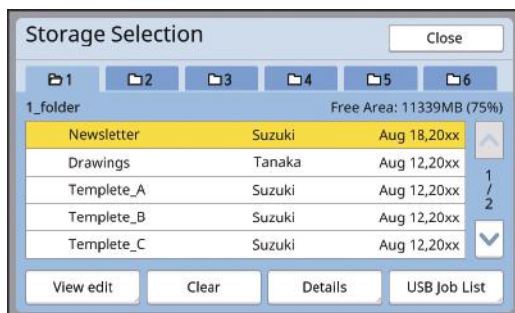 Storage Selection Close
1 2 3 4 5 6
1_folder Free Area: 11339MB (75%)
Newsletter Suzuki Aug 18,20xx
Drawings Tanaka Aug 12,20xx
Templete_A Suzuki Aug 12,20xx
Templete_B Suzuki Aug 12,20xx
Templete_C Suzuki Aug 12,20xx
1
/
2
View edit Clear Details USB Job List